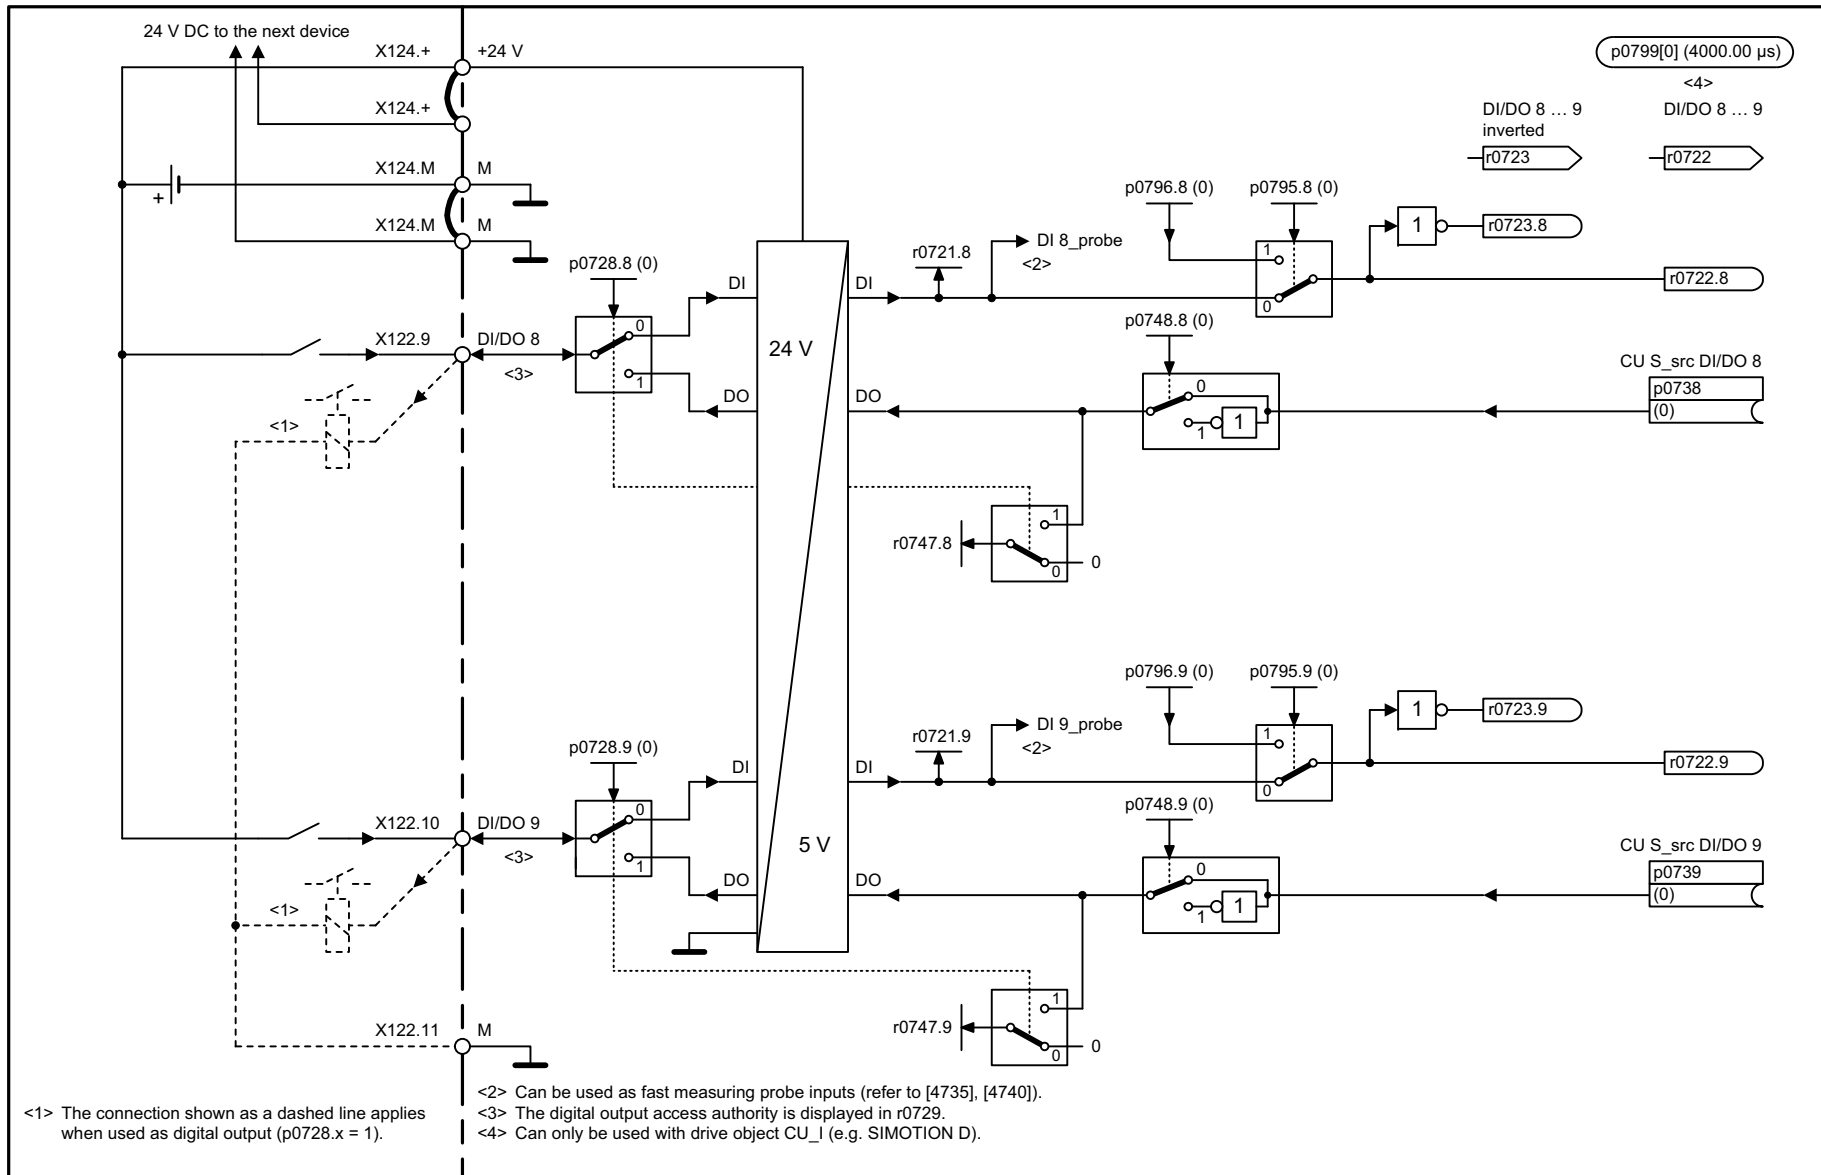 24 V DC to the next device
X124.+
+24 V
p0799[0] (4000.00 µs)
<4>
X124.+
DI/DO 8 ... 9
inverted
DI/DO 8 ... 9
r0723
r0722
X124.M
M
+
X124.M
M
p0796.8 (0)
p0795.8 (0)
1
r0723.8
p0728.8 (0)
r0721.8
DI 8_probe
<2>
1
0
r0722.8
DI
DI
p0748.8 (0)
X122.9
DI/DO 8
<3>
0
1
24 V
CU S_src DI/DO 8
p0738
(0)
DO
DO
0
1
1
<1>
r0747.8
1
0
0
p0796.9 (0)
p0795.9 (0)
1
r0723.9
p0728.9 (0)
r0721.9
DI 9_probe
<2>
1
0
r0722.9
DI
DI
p0748.9 (0)
X122.10
DI/DO 9
<3>
0
1
5 V
CU S_src DI/DO 9
p0739
(0)
DO
DO
0
1
1
<1>
r0747.9
1
0
0
X122.11
M
<1> The connection shown as a dashed line applies
when used as digital output (p0728.x = 1).
<2> Can be used as fast measuring probe inputs (refer to [4735], [4740]).
<3> The digital output access authority is displayed in r0729.
<4> Can only be used with drive object CU_I (e.g. SIMOTION D).